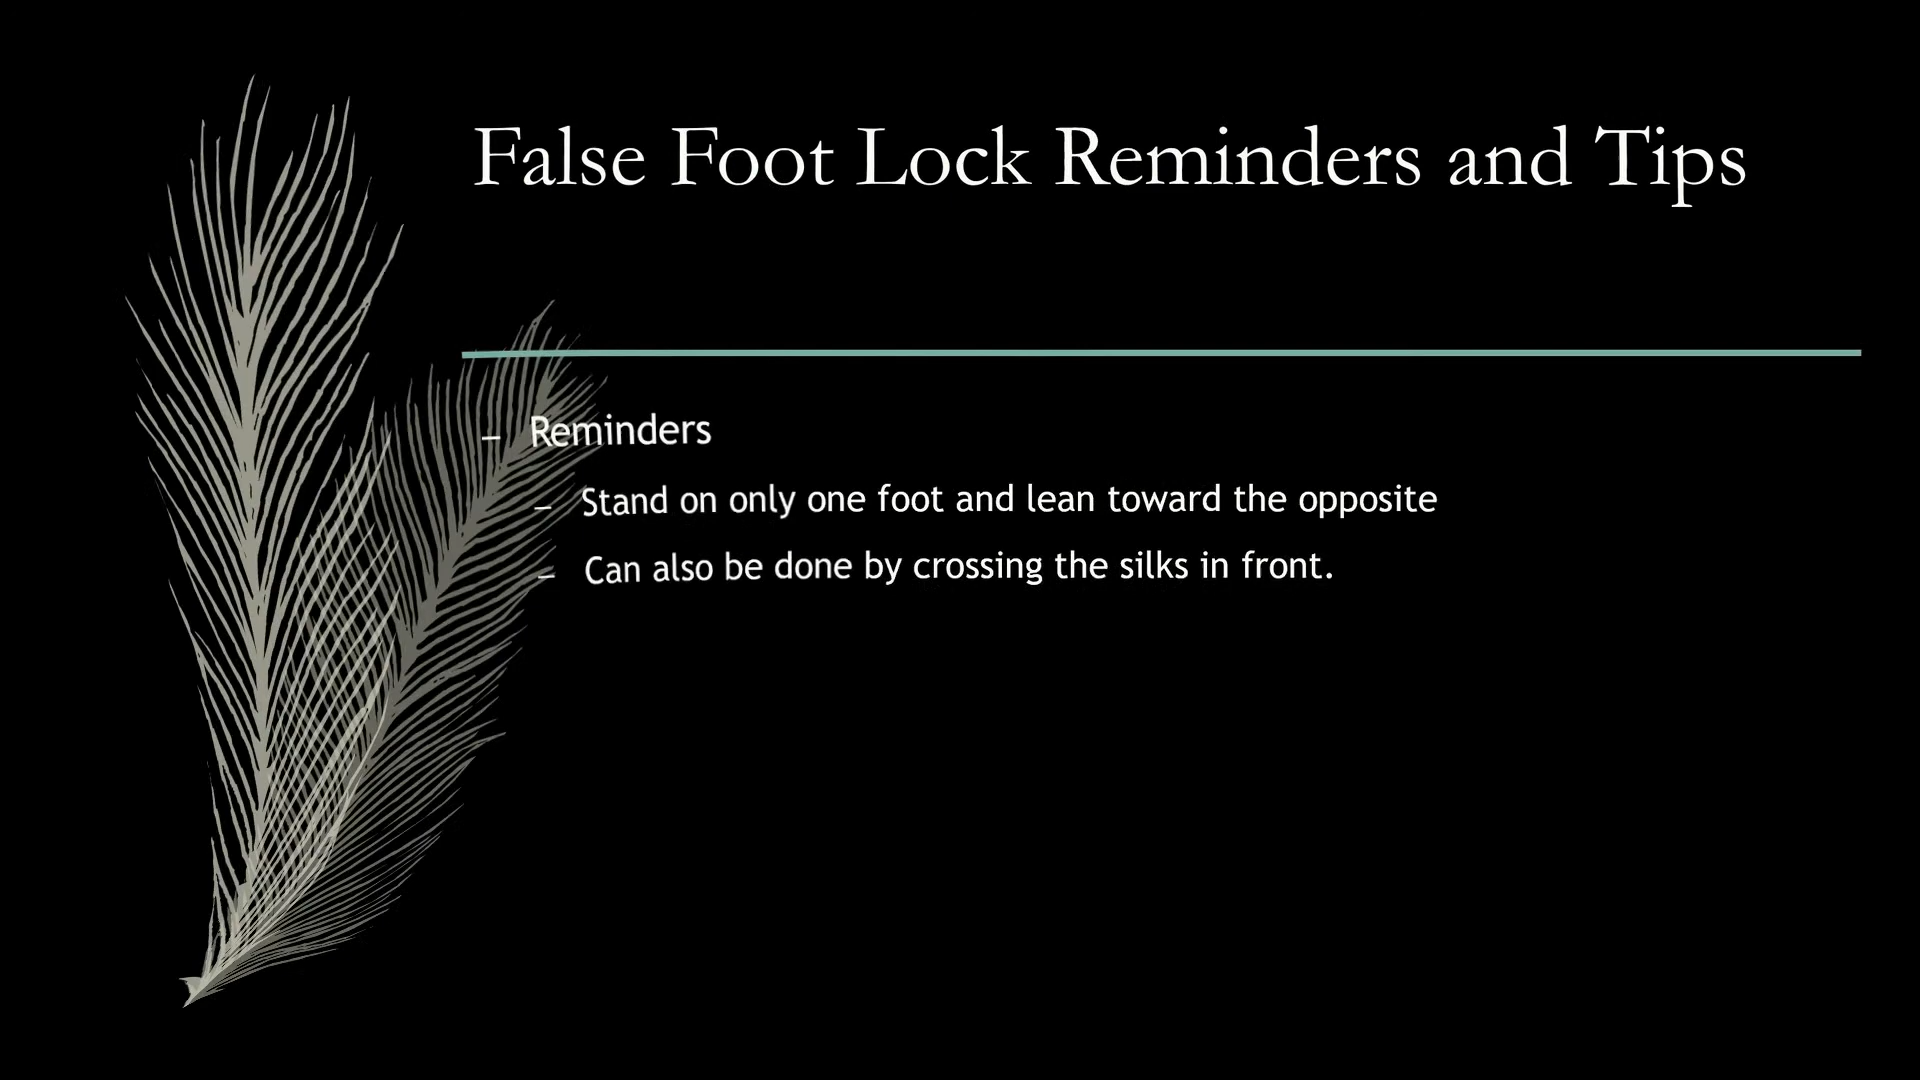 False Foot Lock Reminders and Tips
– Reminders
– Stand on only one foot and lean toward the opposite
– Can also be done by crossing the silks in front.